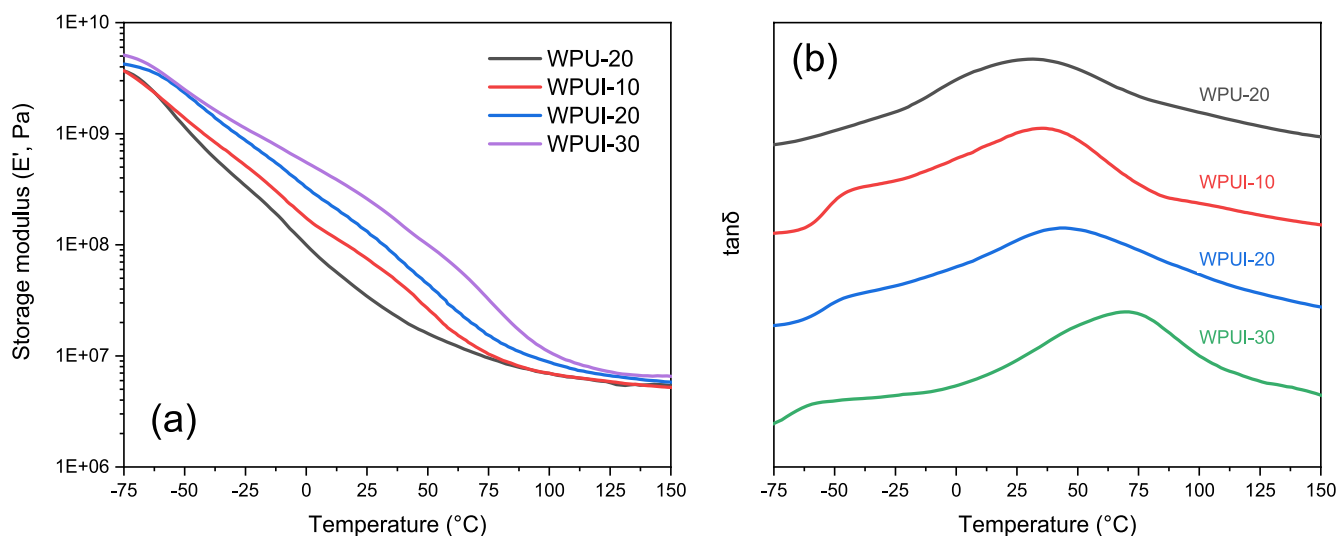 1E+10
1E+09
1E+08
1E+07
1E+06
Storage modulus (E', Pa)
WPU-20
WPUI-10
WPUI-20
WPUI-30
(a)
-75 -50 -25 0 25 50 75 100 125 150
Temperature (°C)
(b)
tanδ
WPU-20
WPUI-10
WPUI-20
WPUI-30
-75 -50 -25 0 25 50 75 100 125 150
Temperature (°C)